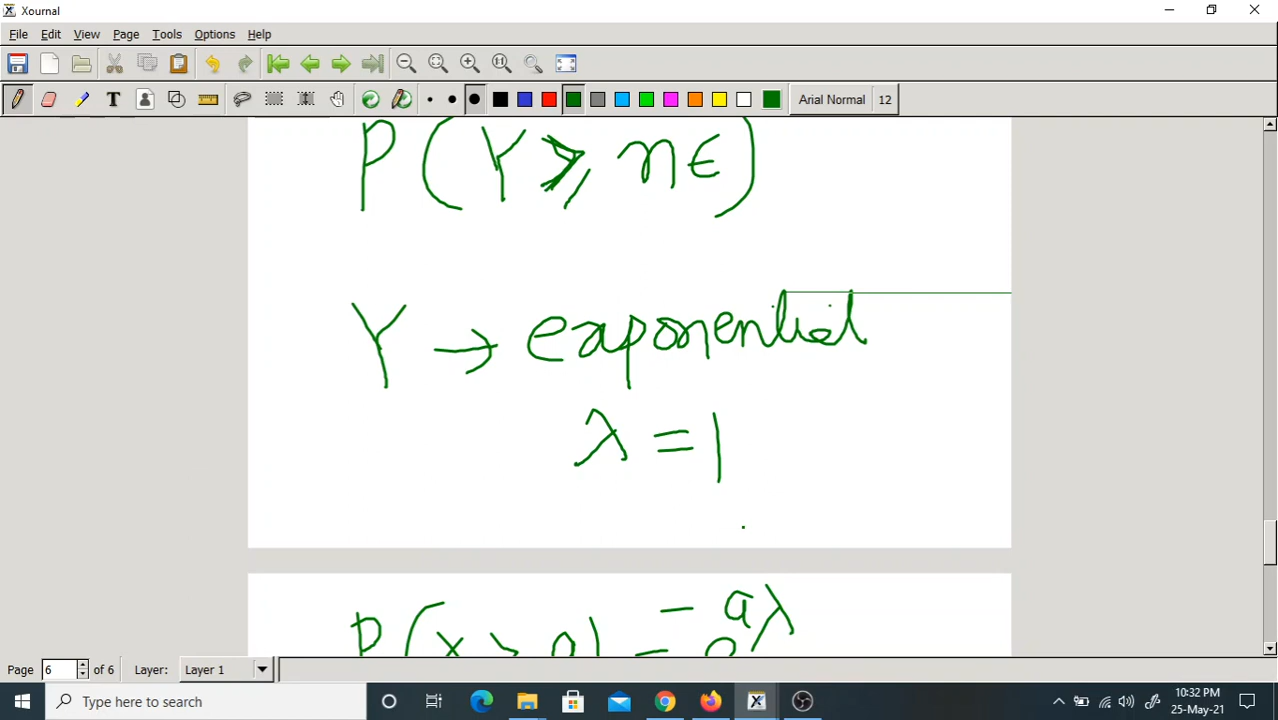 Xournal
File Edit View Page Tools Options Help
Arial Normal 12
P(Y ⩾ nϵ)
Y → exponential
λ = 1
P(x > a) = e^{-aλ}
Page 6 of 6 Layer: Layer 1
Type here to search
10:32 PM
25-May-21